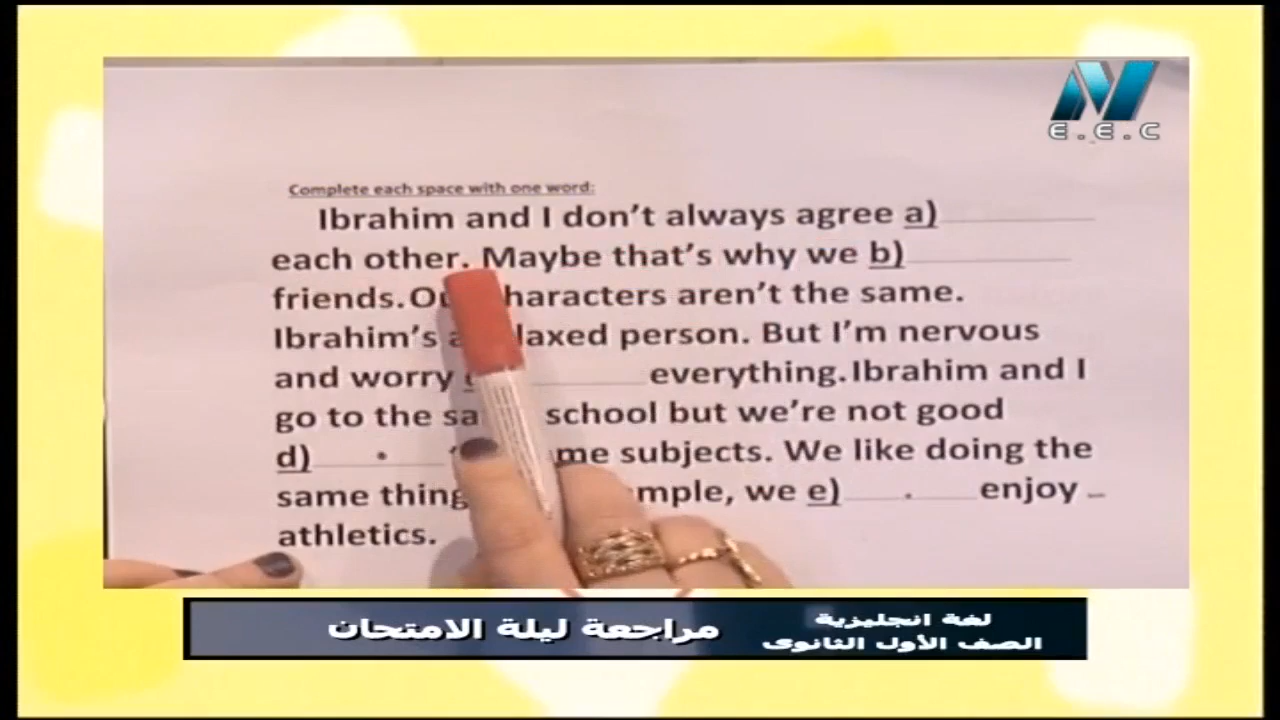 E.E.C
Complete each space with one word:
Ibrahim and I don't always agree a)
each other. Maybe that's why we b)
friends. haracters aren't the same.
Ibrahim's laxed person. But I'm nervous
and worry everything. Ibrahim and I
go to the sa school but we're not good
d) me subjects. We like doing the
same thing mple, we e) enjoy
athletics.
لغة انجليزية
الصف الأول الثانوى
مراجعة ليلة الامتحان